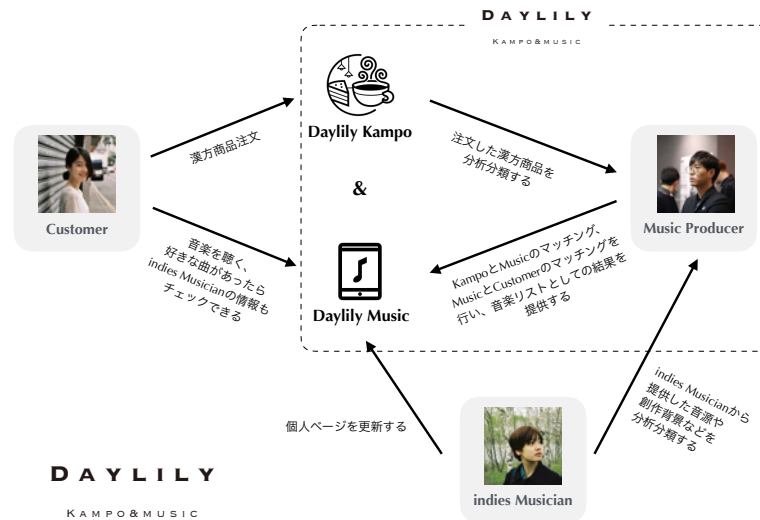 DAYLILY
KAMPO&MUSIC
Daylily Kampo
漢方商品注文
注文した漢方商品を
分析分類する
&
Customer
Music Producer
音楽を聴く、
好きな曲があったら
indies Musicianの情報も
チェックできる
Daylily Music
KampoとMusicのマッチング、
MusicとCustomerのマッチングを
行い、音楽リストとしての結果を
提供する
indies Musicianから
提供した音源や
創作背景などを
分析分類する
個人ページを更新する
indies Musician
DAYLILY
KAMPO&MUSIC